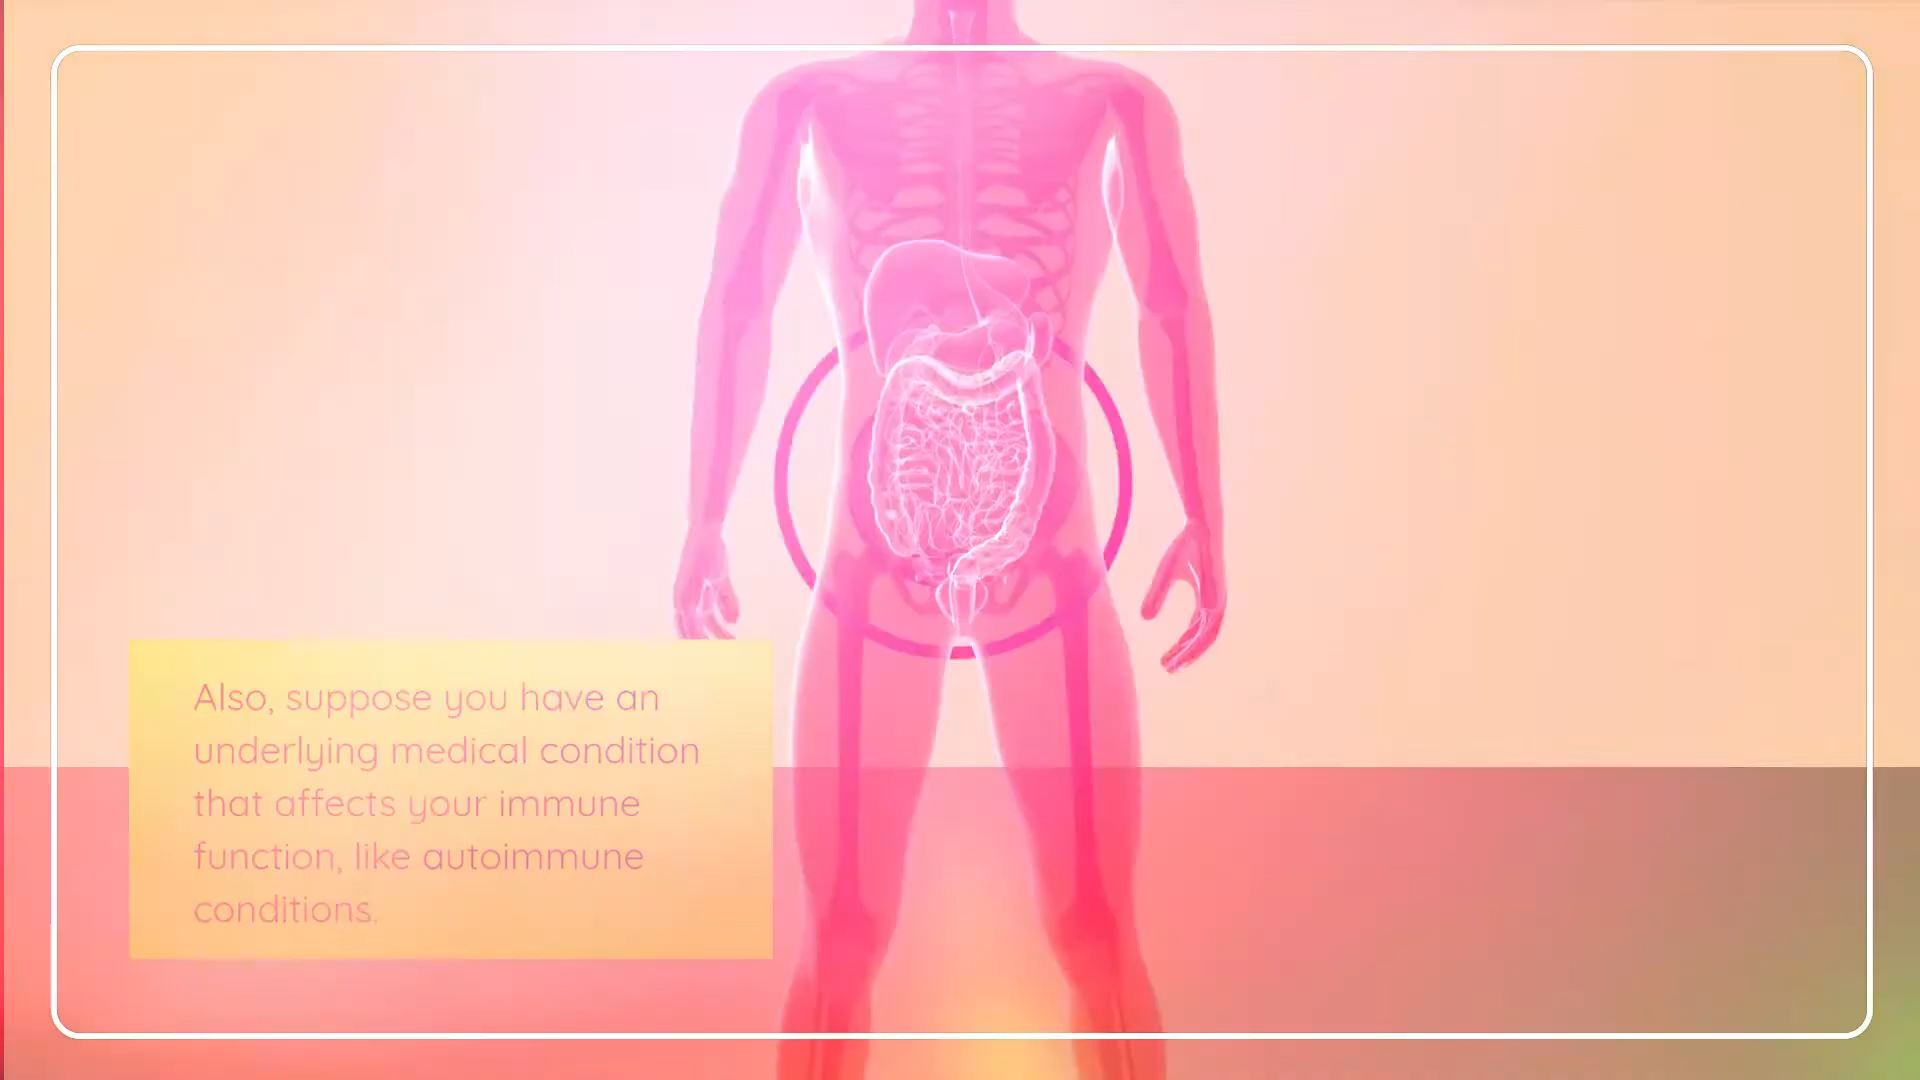 Also, suppose you have an
underlying medical condition
that affects your immune
function, like autoimmune
conditions.